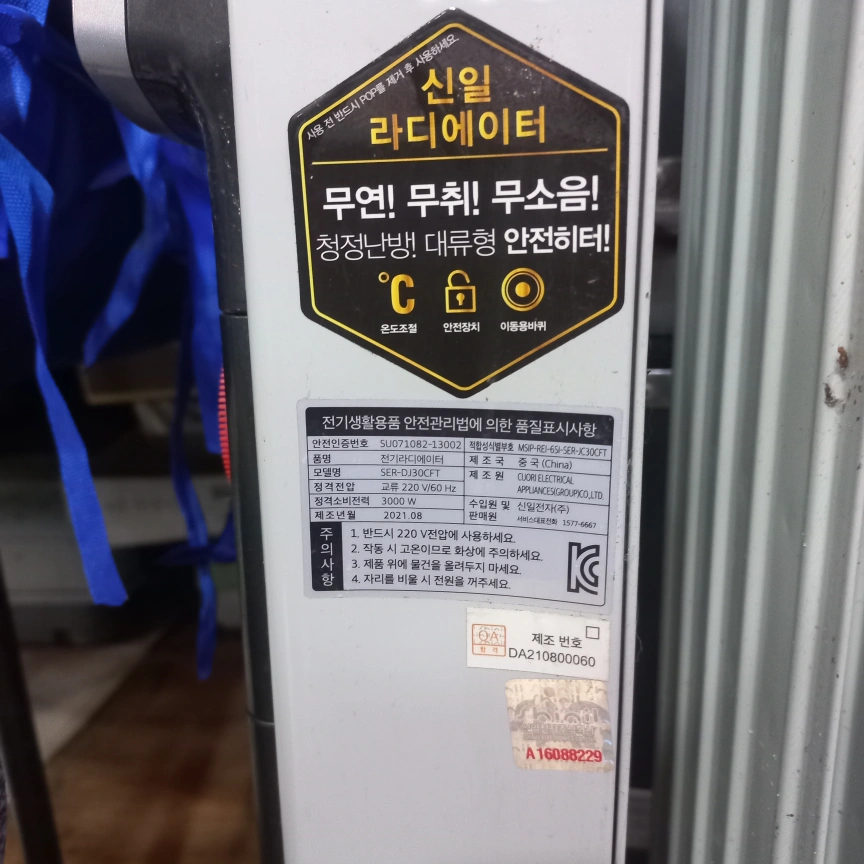 사용 전 반드시 POP를 제거 후 사용하세요.
신일
라디에이터
무연! 무취! 무소음!
청정난방! 대류형 안전히터!
°C
온도조절 안전장치 이동용바퀴
전기생활용품 안전관리법에 의한 품질표시사항
안전인증번호 SU071082-13002 적합성식별부호 MSIP-REI-65I-SER-JC30CFT
품명 전기라디에이터 제조국 중국 (China)
모델명 SER-DJ30CFT 제조원 CUORI ELECTRICAL
정격전압 교류 220 V/60 Hz APPLIANCES(GROUP)CO.,LTD.
정격소비전력 3000 W 수입원 및 신일전자(주)
제조년월 2021.08 판매원 서비스대표전화 1577-6667
주의사항
1. 반드시 220 V전압에 사용하세요.
2. 작동 시 고온이므로 화상에 주의하세요.
3. 제품 위에 물건을 올려두지 마세요.
4. 자리를 비울 시 전원을 꺼주세요.
QA
합격
제조 번호
DA210800060
A16088229